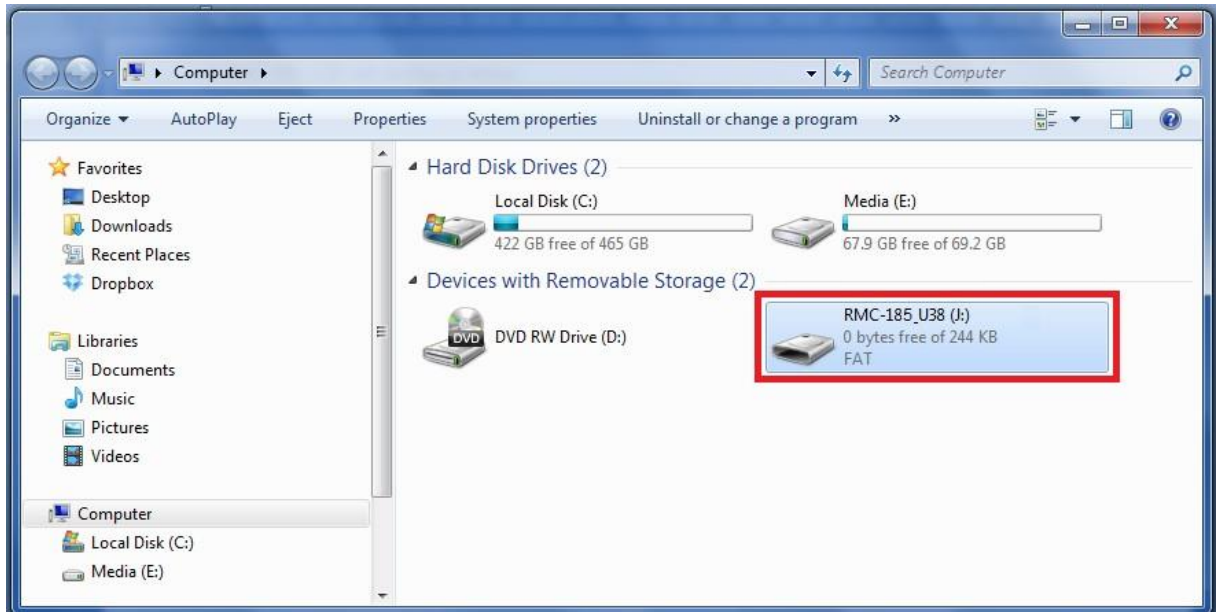 Computer
Search Computer
Organize AutoPlay Eject Properties System properties Uninstall or change a program »
Favorites
Desktop
Downloads
Recent Places
Dropbox
Libraries
Documents
Music
Pictures
Videos
Computer
Local Disk (C:)
Media (E:)
Hard Disk Drives (2)
Local Disk (C:)
422 GB free of 465 GB
Media (E:)
67.9 GB free of 69.2 GB
Devices with Removable Storage (2)
DVD
DVD RW Drive (D:)
RMC-185_U38 (J:)
0 bytes free of 244 KB
FAT